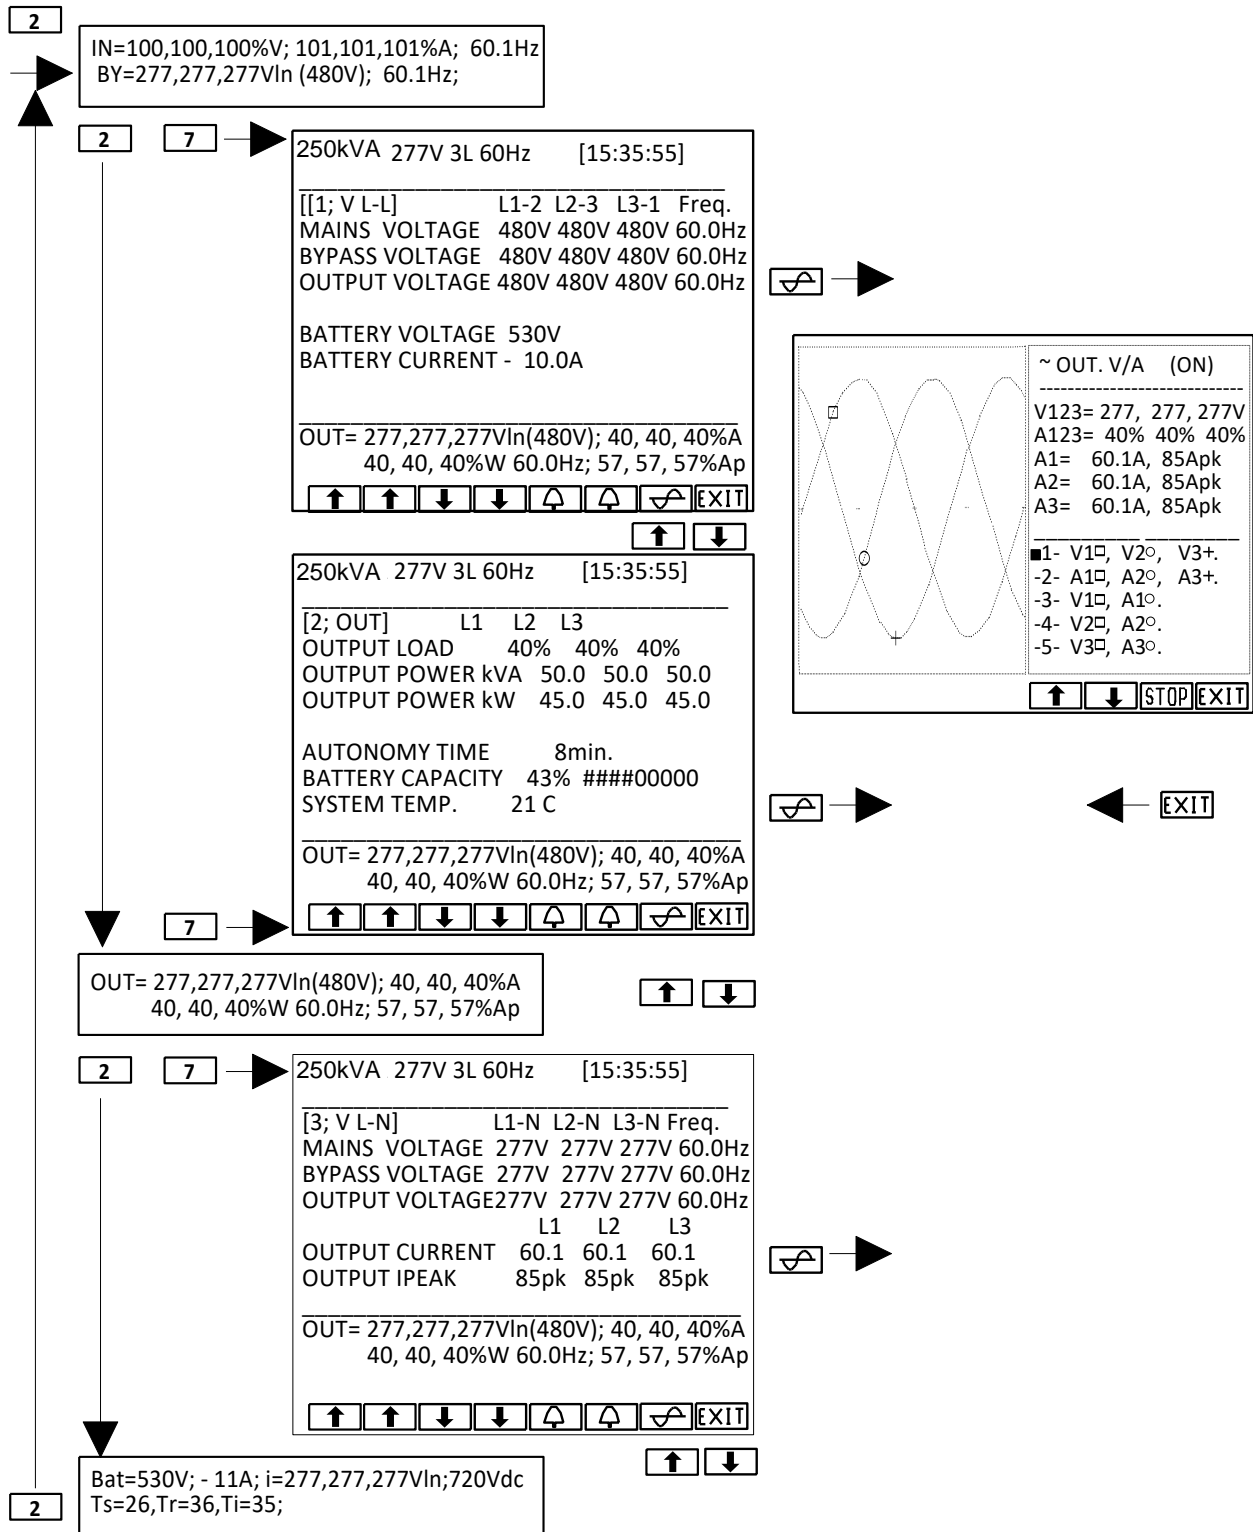 2
IN=100,100,100%V; 101,101,101%A; 60.1Hz
BY=277,277,277Vln (480V); 60.1Hz;
2 7
250kVA 277V 3L 60Hz [15:35:55]
[[1; V L-L] L1-2 L2-3 L3-1 Freq.
MAINS VOLTAGE 480V 480V 480V 60.0Hz
BYPASS VOLTAGE 480V 480V 480V 60.0Hz
OUTPUT VOLTAGE 480V 480V 480V 60.0Hz
BATTERY VOLTAGE 530V
BATTERY CURRENT - 10.0A
OUT= 277,277,277Vln(480V); 40, 40, 40%A
40, 40, 40%W 60.0Hz; 57, 57, 57%Ap
EXIT
~ OUT. V/A (ON)
------------------------------
V123= 277, 277, 277V
A123= 40% 40% 40%
A1= 60.1A, 85Apk
A2= 60.1A, 85Apk
A3= 60.1A, 85Apk
■1- V1□, V2○, V3+.
-2- A1□, A2○, A3+.
-3- V1□, A1○.
-4- V2□, A2○.
-5- V3□, A3○.
STOP EXIT
250kVA 277V 3L 60Hz [15:35:55]
[2; OUT] L1 L2 L3
OUTPUT LOAD 40% 40% 40%
OUTPUT POWER kVA 50.0 50.0 50.0
OUTPUT POWER kW 45.0 45.0 45.0
AUTONOMY TIME 8min.
BATTERY CAPACITY 43% ####00000
SYSTEM TEMP. 21 C
OUT= 277,277,277Vln(480V); 40, 40, 40%A
40, 40, 40%W 60.0Hz; 57, 57, 57%Ap
EXIT
EXIT
7
OUT= 277,277,277Vln(480V); 40, 40, 40%A
40, 40, 40%W 60.0Hz; 57, 57, 57%Ap
2 7
250kVA 277V 3L 60Hz [15:35:55]
[3; V L-N] L1-N L2-N L3-N Freq.
MAINS VOLTAGE 277V 277V 277V 60.0Hz
BYPASS VOLTAGE 277V 277V 277V 60.0Hz
OUTPUT VOLTAGE277V 277V 277V 60.0Hz
L1 L2 L3
OUTPUT CURRENT 60.1 60.1 60.1
OUTPUT IPEAK 85pk 85pk 85pk
OUT= 277,277,277Vln(480V); 40, 40, 40%A
40, 40, 40%W 60.0Hz; 57, 57, 57%Ap
EXIT
Bat=530V; - 11A; i=277,277,277Vln;720Vdc
Ts=26,Tr=36,Ti=35;
2